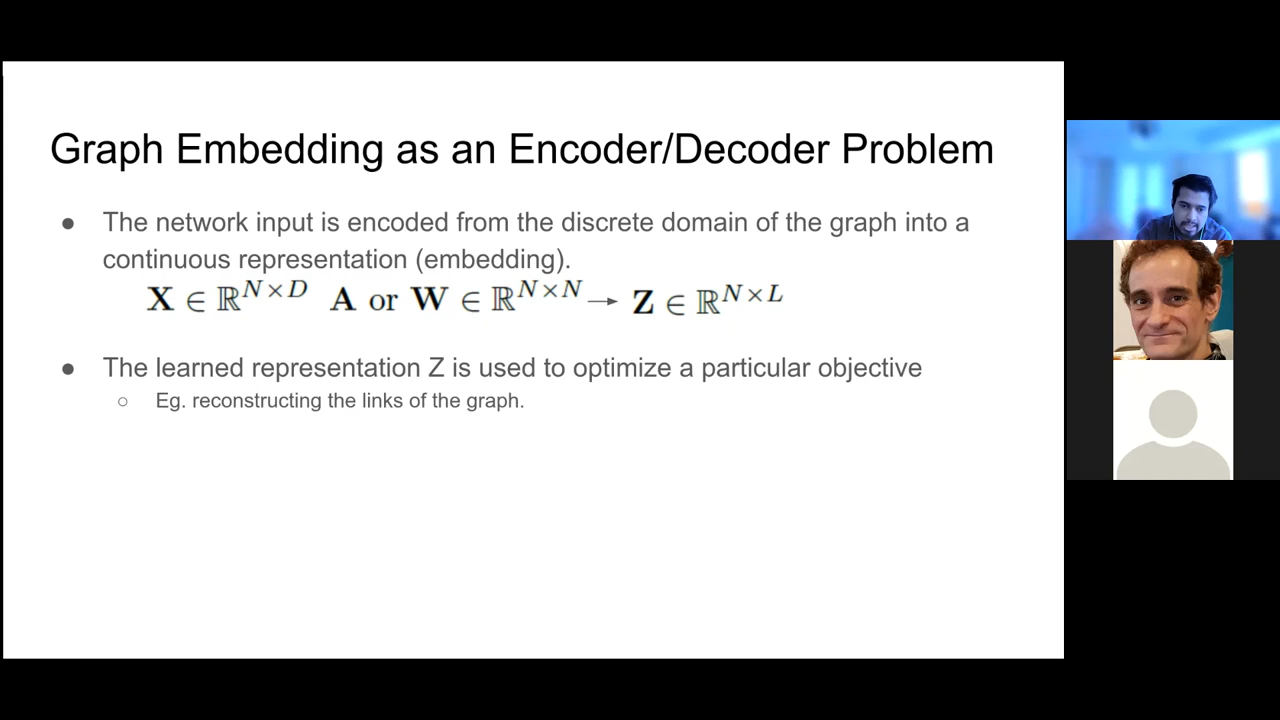 Graph Embedding as an Encoder/Decoder Problem
● The network input is encoded from the discrete domain of the graph into a
continuous representation (embedding).
X ∈ ℝ^{N×D} A or W ∈ ℝ^{N×N} → Z ∈ ℝ^{N×L}
● The learned representation Z is used to optimize a particular objective
○ Eg. reconstructing the links of the graph.